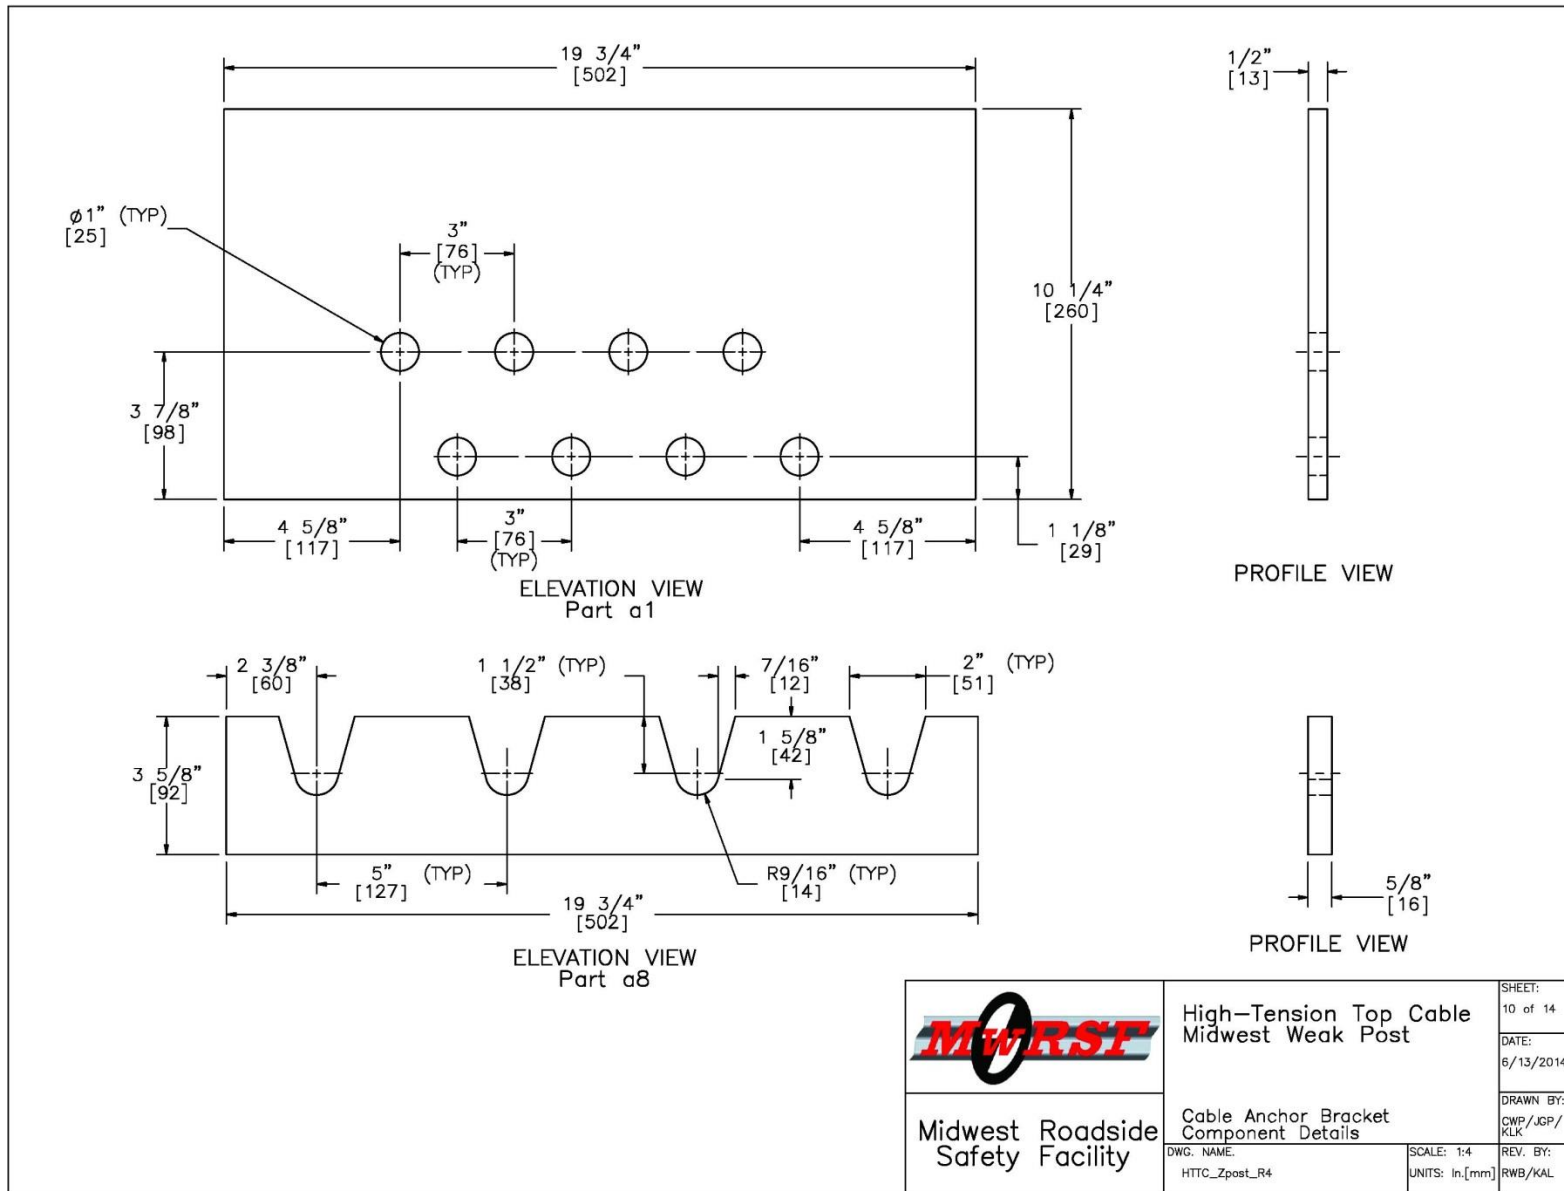 19 3/4"
[502]
1/2"
[13]
ø1" (TYP)
[25]
3"
[76]
(TYP)
10 1/4"
[260]
3 7/8"
[98]
4 5/8"
[117]
3"
[76]
(TYP)
4 5/8"
[117]
1 1/8"
[29]
ELEVATION VIEW
Part a1
PROFILE VIEW
2 3/8"
[60]
1 1/2" (TYP)
[38]
7/16"
[12]
2" (TYP)
[51]
1 5/8"
[42]
3 5/8"
[92]
5" (TYP)
[127]
R9/16" (TYP)
[14]
19 3/4"
[502]
5/8"
[16]
ELEVATION VIEW
Part a8
PROFILE VIEW
MwRSF
Midwest Roadside
Safety Facility
High-Tension Top Cable
Midwest Weak Post
Cable Anchor Bracket
Component Details
DWG. NAME.
HTTC_Zpost_R4
SCALE: 1:4
UNITS: In.[mm]
SHEET:
10 of 14
DATE:
6/13/2014
DRAWN BY:
CWP/JGP/
KLK
REV. BY:
RWB/KAL